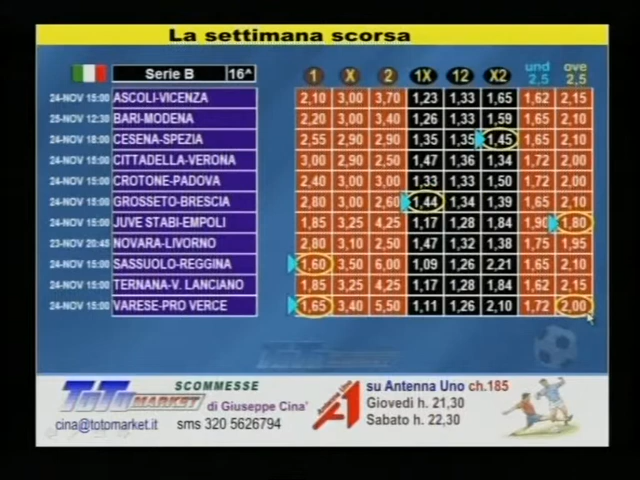 La settimana scorsa
Serie B 16^ 1 X 2 1X 12 X2 und 2,5 ove 2,5
24-NOV 15:00 ASCOLI-VICENZA 2,10 3,00 3,70 1,23 1,33 1,65 1,62 2,15
25-NOV 12:30 BARI-MODENA 2,20 3,00 3,40 1,26 1,33 1,59 1,65 2,10
24-NOV 18:00 CESENA-SPEZIA 2,55 2,90 2,90 1,35 1,35 1,45 1,65 2,10
24-NOV 15:00 CITTADELLA-VERONA 3,00 2,90 2,50 1,47 1,36 1,34 1,72 2,00
24-NOV 15:00 CROTONE-PADOVA 2,40 3,00 3,00 1,33 1,33 1,50 1,72 2,00
24-NOV 15:00 GROSSETO-BRESCIA 2,80 3,00 2,60 1,44 1,34 1,39 1,65 2,10
24-NOV 15:00 JUVE STABI-EMPOLI 1,85 3,25 4,25 1,17 1,28 1,84 1,90 1,80
23-NOV 20:45 NOVARA-LIVORNO 2,80 3,10 2,50 1,47 1,32 1,38 1,75 1,95
24-NOV 15:00 SASSUOLO-REGGINA 1,60 3,50 6,00 1,09 1,26 2,21 1,65 2,10
24-NOV 15:00 TERNANA-V. LANCIANO 1,85 3,25 4,25 1,17 1,28 1,84 1,62 2,15
24-NOV 15:00 VARESE-PRO VERCE 1,65 3,40 5,50 1,11 1,26 2,10 1,72 2,00
SCOMMESSE
TOTO MARKET di Giuseppe Cina'
cina@totomarket.it sms 320 5626794
Antenna Uno A1
su Antenna Uno ch.185
Giovedi h. 21,30
Sabato h. 22,30